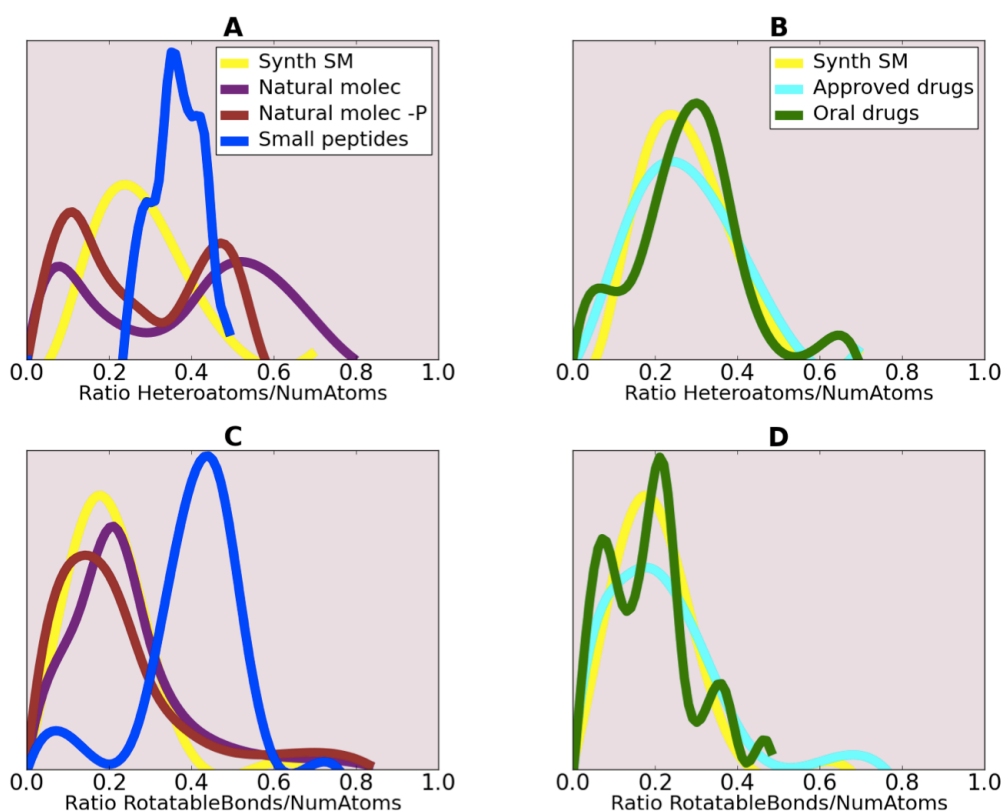 A
Synth SM
Natural molec
Natural molec -P
Small peptides
0.0 0.2 0.4 0.6 0.8 1.0
Ratio Heteroatoms/NumAtoms
B
Synth SM
Approved drugs
Oral drugs
0.0 0.2 0.4 0.6 0.8 1.0
Ratio Heteroatoms/NumAtoms
C
0.0 0.2 0.4 0.6 0.8 1.0
Ratio RotatableBonds/NumAtoms
D
0.0 0.2 0.4 0.6 0.8 1.0
Ratio RotatableBonds/NumAtoms